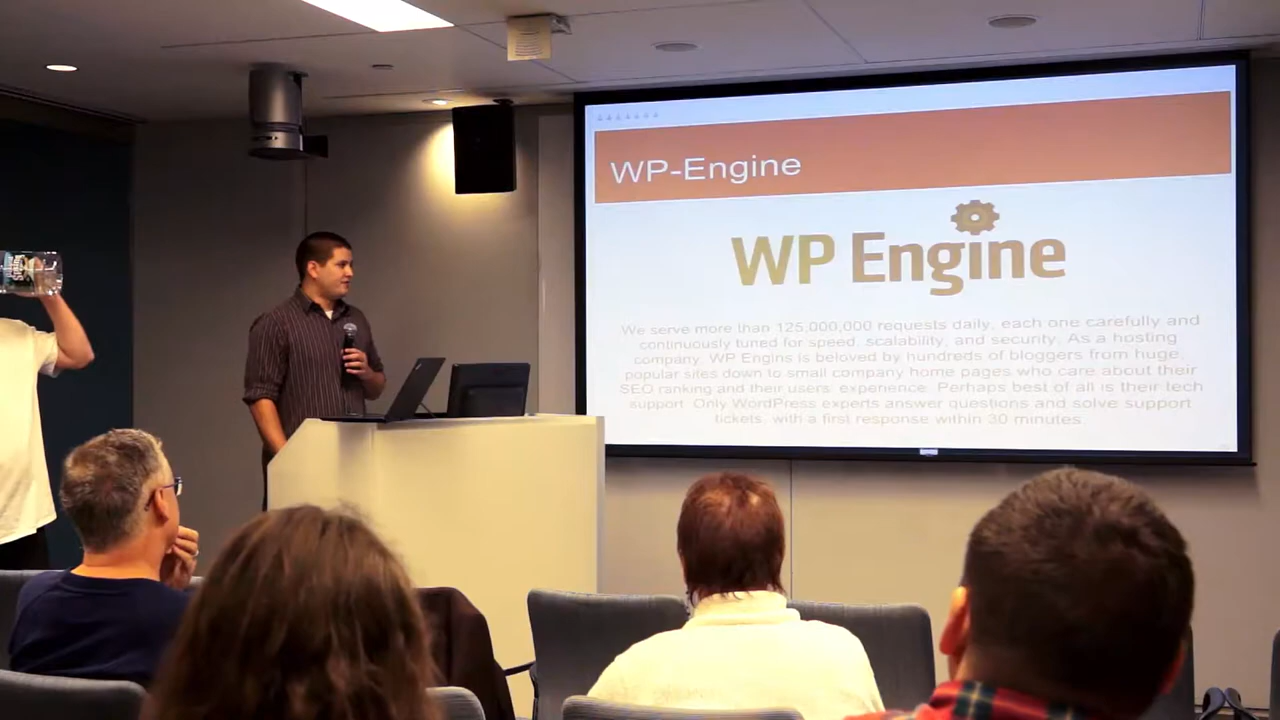 WP-Engine
WP Engine
We serve more than 125,000,000 requests daily, each one carefully and
continuously tuned for speed, scalability, and security. As a hosting
company, WP Engins is beloved by hundreds of bloggers from huge,
popular sites down to small company home pages who care about their
SEO ranking and their users' experience. Perhaps best of all is their tech
support. Only WordPress experts answer questions and solve support
tickets, with a first response within 30 minutes.